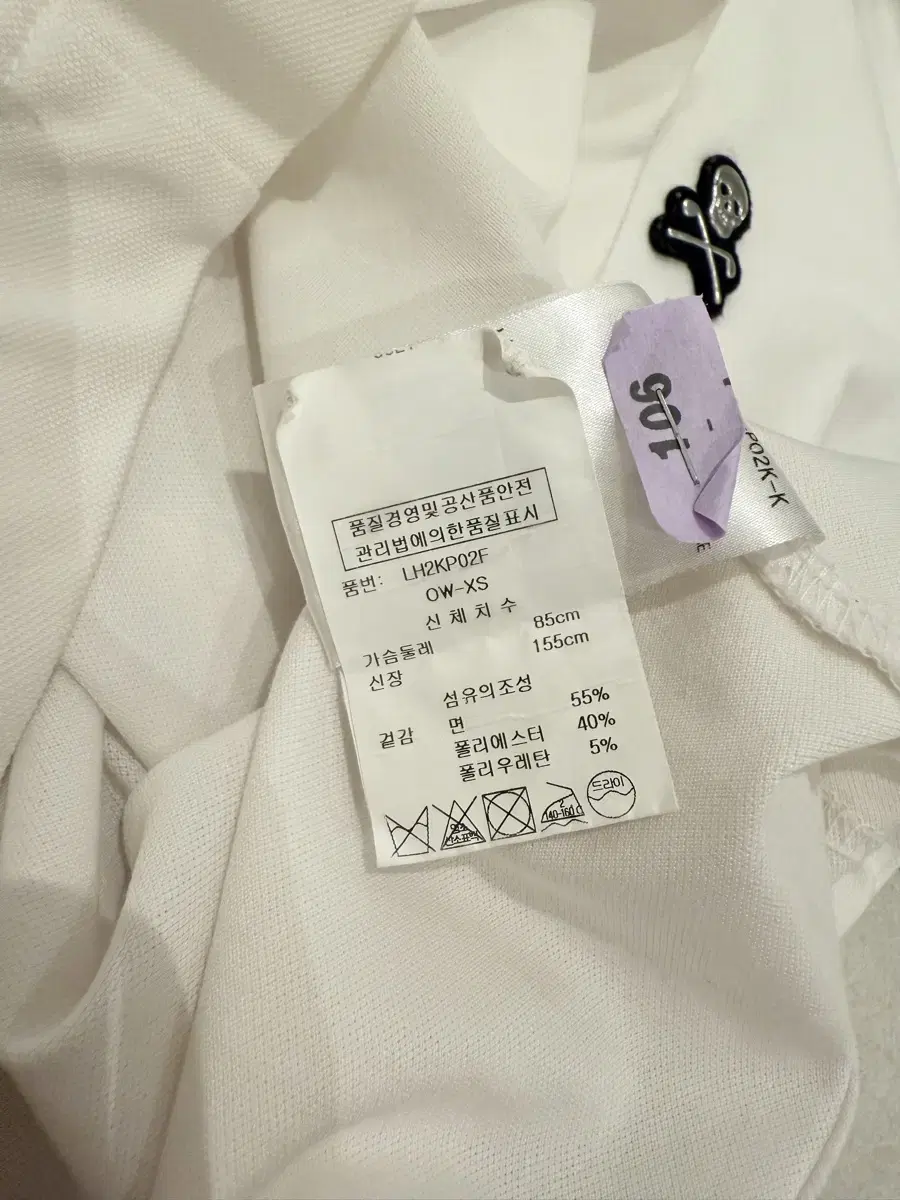 품질경영및공산품안전
관리법에의한품질표시
품번: LH2KP02F
OW-XS
신체치수
가슴둘레 85cm
신장 155cm
섬유의조성
겉감 면 55%
폴리에스터 40%
폴리우레탄 5%
140-160℃
드라이
106
P02K-K